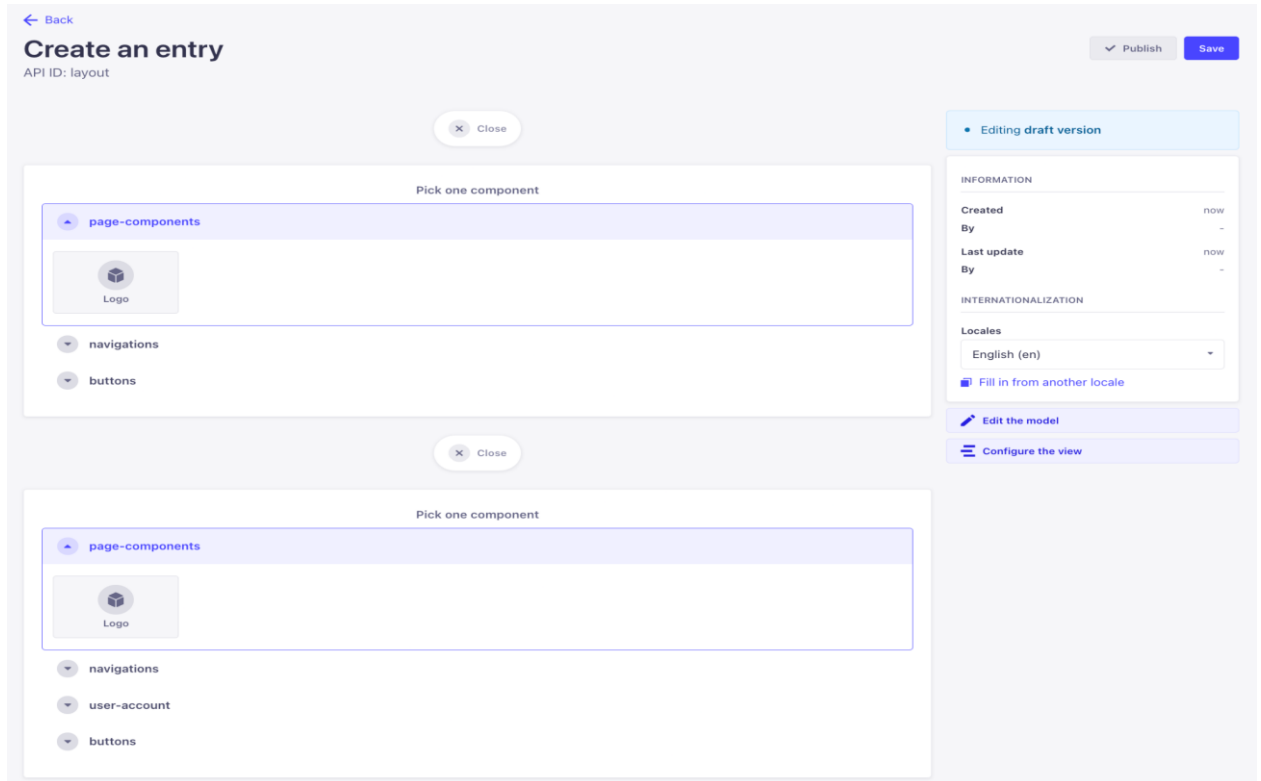 Back
Create an entry
API ID: layout
Publish
Save
Close
Pick one component
page-components
Logo
navigations
buttons
Close
Pick one component
page-components
Logo
navigations
user-account
buttons
Editing draft version
INFORMATION
Created now
By -
Last update now
By -
INTERNATIONALIZATION
Locales
English (en)
Fill in from another locale
Edit the model
Configure the view